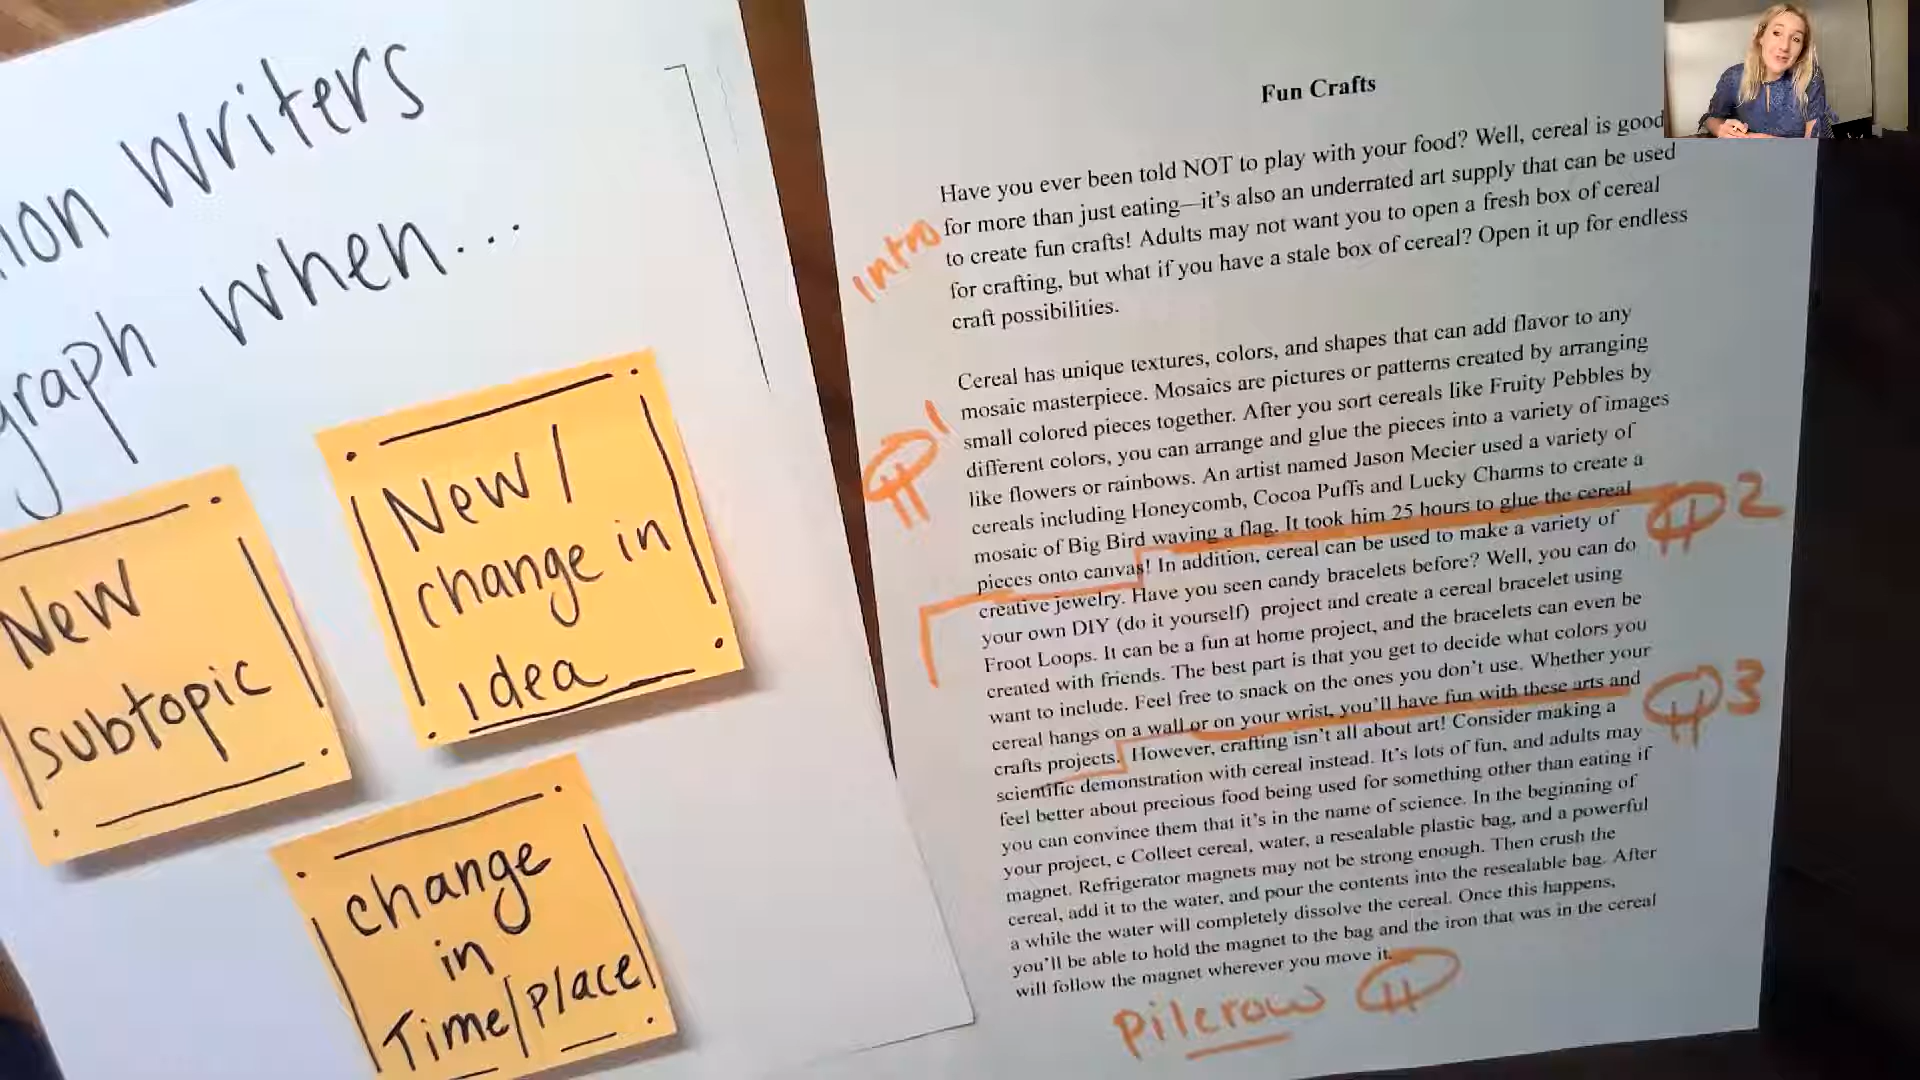 writers
graph when...
New
subtopic
New/
change in
idea
change
in
Time/place
Fun Crafts
Have you ever been told NOT to play with your food? Well, cereal is good
for more than just eating—it's also an underrated art supply that can be used
to create fun crafts! Adults may not want you to open a fresh box of cereal
for crafting, but what if you have a stale box of cereal? Open it up for endless
craft possibilities.
intro
Cereal has unique textures, colors, and shapes that can add flavor to any
mosaic masterpiece. Mosaics are pictures or patterns created by arranging
small colored pieces together. After you sort cereals like Fruity Pebbles by
different colors, you can arrange and glue the pieces into a variety of images
like flowers or rainbows. An artist named Jason Mecier used a variety of
cereals including Honeycomb, Cocoa Puffs and Lucky Charms to create a
mosaic of Big Bird waving a flag. It took him 25 hours to glue the cereal
pieces onto canvas! In addition, cereal can be used to make a variety of
creative jewelry. Have you seen candy bracelets before? Well, you can do
your own DIY (do it yourself) project and create a cereal bracelet using
Froot Loops. It can be a fun at home project, and the bracelets can even be
created with friends. The best part is that you get to decide what colors you
want to include. Feel free to snack on the ones you don't use. Whether your
cereal hangs on a wall or on your wrist, you'll have fun with these arts and
crafts projects. However, crafting isn't all about art! Consider making a
scientific demonstration with cereal instead. It's lots of fun, and adults may
feel better about precious food being used for something other than eating if
you can convince them that it's in the name of science. In the beginning of
your project, c Collect cereal, water, a resealable plastic bag, and a powerful
magnet. Refrigerator magnets may not be strong enough. Then crush the
cereal, add it to the water, and pour the contents into the resealable bag. After
a while the water will completely dissolve the cereal. Once this happens,
you'll be able to hold the magnet to the bag and the iron that was in the cereal
will follow the magnet wherever you move it.
¶ 1
¶ 2
¶ 3
pilcrow ¶